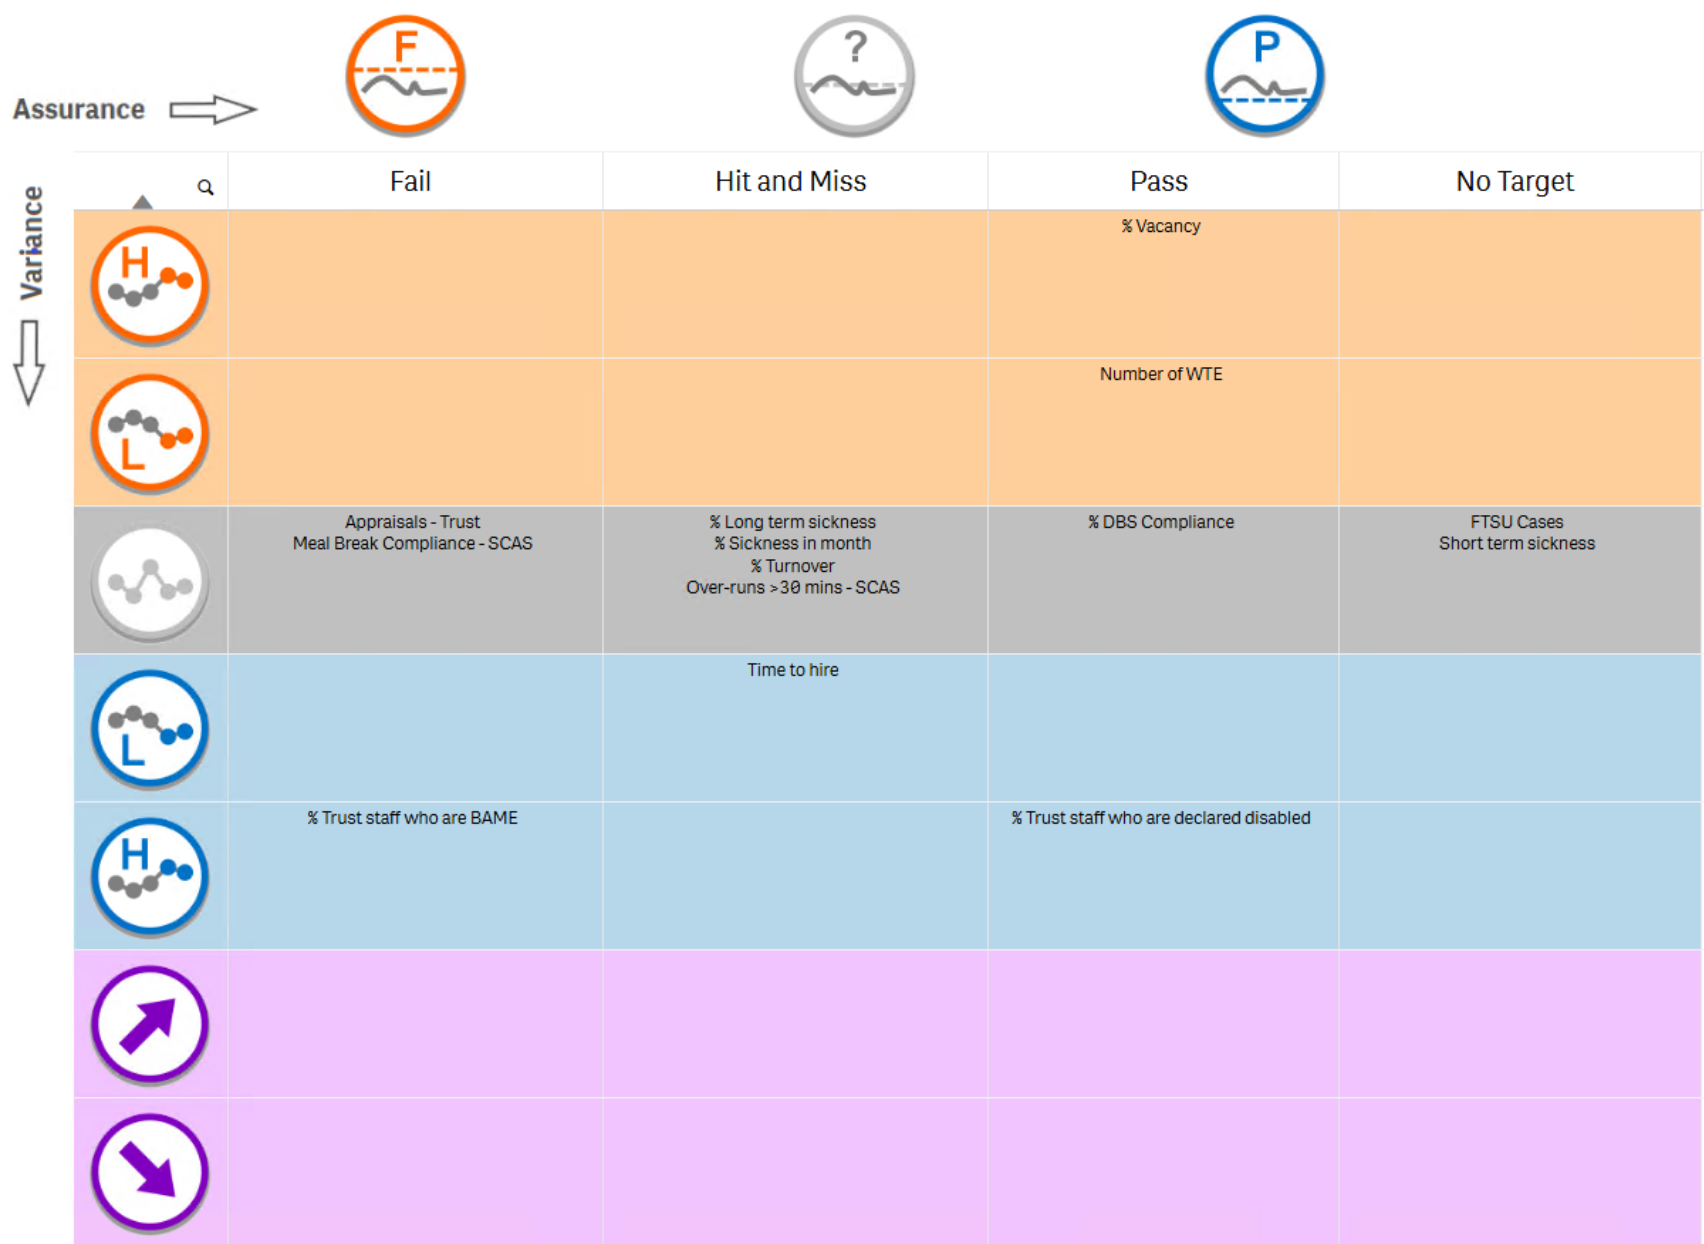 F
?
P
Assurance
Variance
Fail
Hit and Miss
Pass
No Target
H
% Vacancy
L
Number of WTE
Appraisals - Trust
Meal Break Compliance - SCAS
% Long term sickness
% Sickness in month
% Turnover
Over-runs >30 mins - SCAS
% DBS Compliance
FTSU Cases
Short term sickness
L
Time to hire
H
% Trust staff who are BAME
% Trust staff who are declared disabled